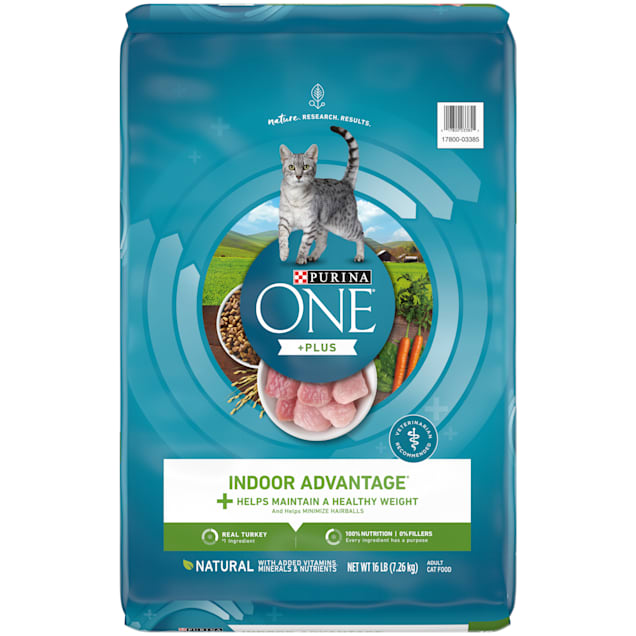 nature. RESEARCH. RESULTS.
17800-03385
PURINA
ONE®
+PLUS
VETERINARIAN RECOMMENDED
INDOOR ADVANTAGE®
+ HELPS MAINTAIN A HEALTHY WEIGHT
And Helps MINIMIZE HAIRBALLS
REAL TURKEY
#1 Ingredient
100% NUTRITION | 0% FILLERS
Every ingredient has a purpose
NATURAL WITH ADDED VITAMINS,
MINERALS & NUTRIENTS
NET WT 16 LB (7.26 kg)
ADULT
CAT FOOD